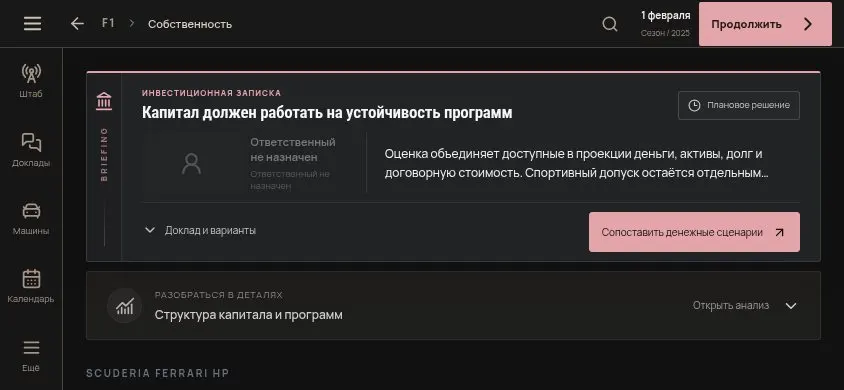 F1
Собственность
1 февраля
Сезон / 2025
Продолжить
Штаб
Доклады
Машины
Календарь
Ещё
BRIEFING
ИНВЕСТИЦИОННАЯ ЗАПИСКА
Капитал должен работать на устойчивость программ
Плановое решение
Ответственный
не назначен
Ответственный не
назначен
Оценка объединяет доступные в проекции деньги, активы, долг и
договорную стоимость. Спортивный допуск остаётся отдельным...
Доклад и варианты
Сопоставить денежные сценарии
РАЗОБРАТЬСЯ В ДЕТАЛЯХ
Структура капитала и программ
Открыть анализ
SCUDERIA FERRARI HP